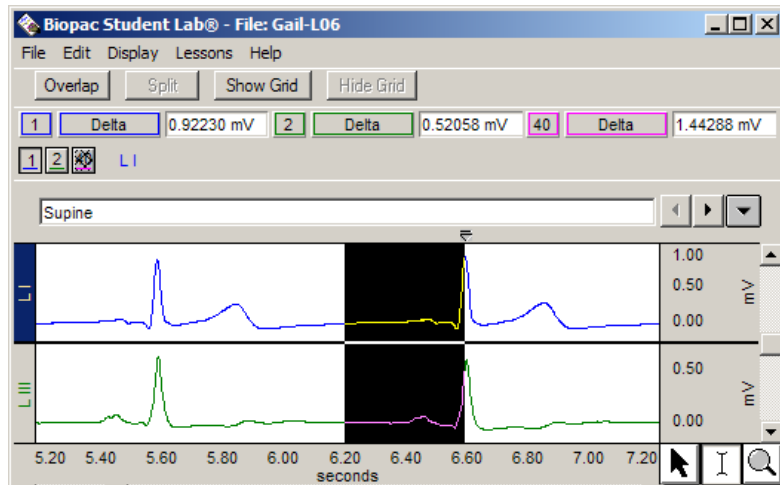 Biopac Student Lab® - File: Gail-L06
File Edit Display Lessons Help
Overlap Split Show Grid Hide Grid
1 Delta 0.92230 mV 2 Delta 0.52058 mV 40 Delta 1.44288 mV
1 2 40 L I
Supine
L I
1.00
0.50
0.00
mV
L III
0.50
0.00
mV
5.20 5.40 5.60 5.80 6.00 6.20 6.40 6.60 6.80 7.00 7.20
seconds